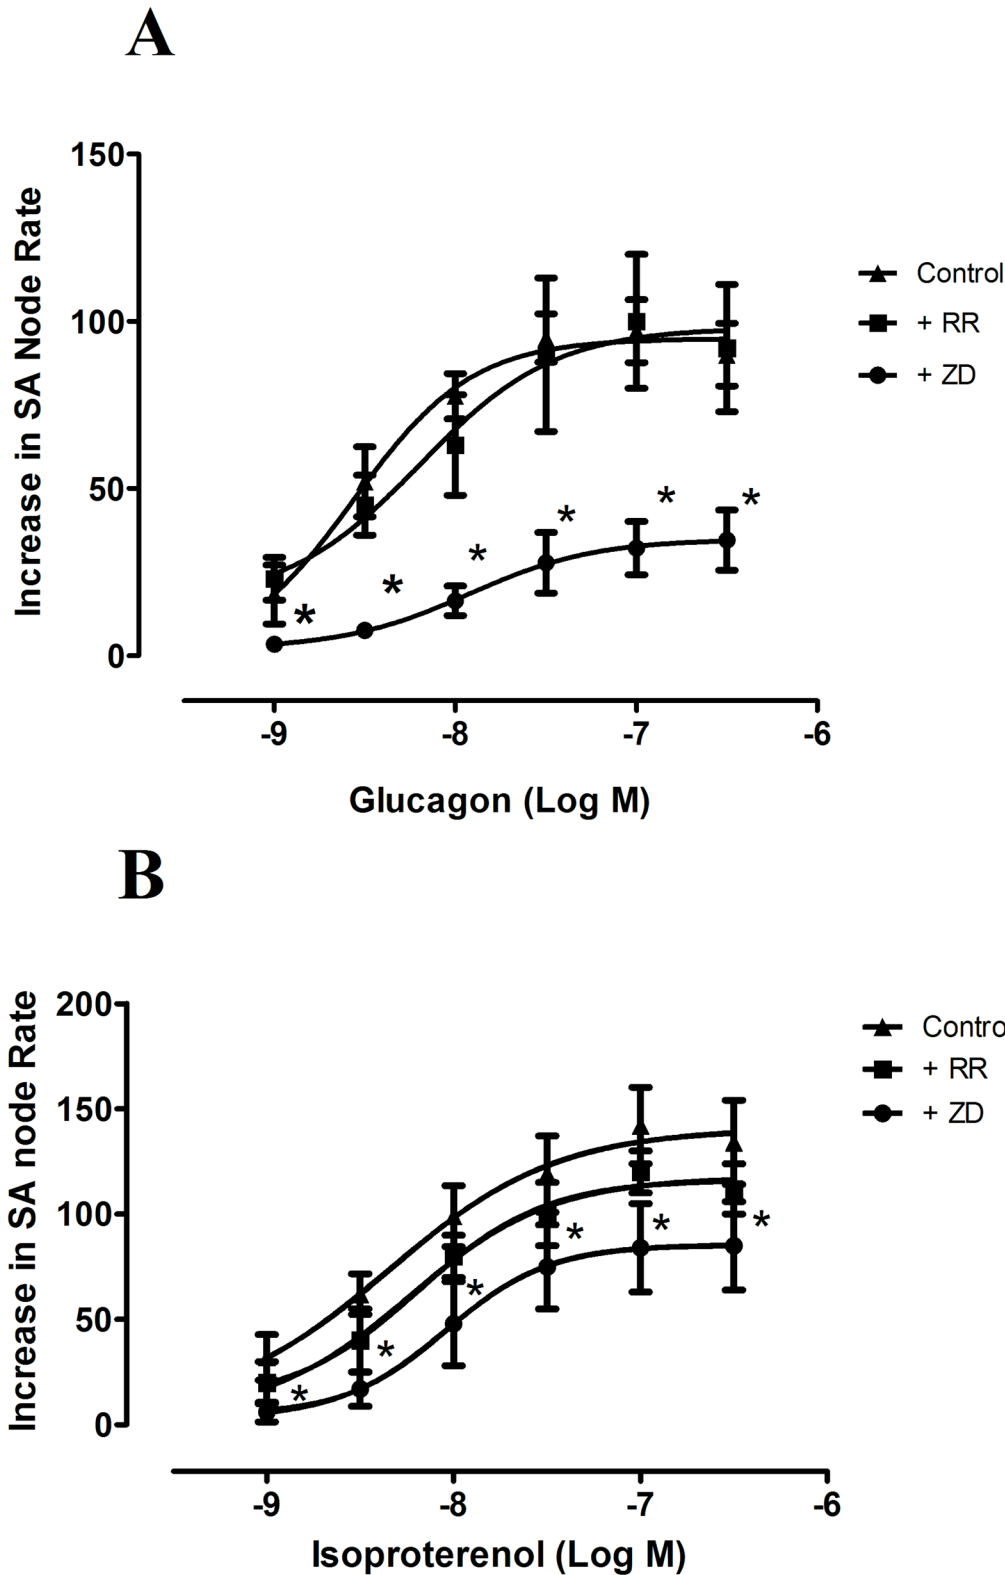 A
Increase in SA Node Rate
150
100
50
0
Control
+ RR
+ ZD
*
*
*
*
*
*
-9
-8
-7
-6
Glucagon (Log M)
B
Increase in SA node Rate
200
150
100
50
0
Contro
+ RR
+ ZD
*
*
*
*
*
*
-9
-8
-7
-6
Isoproterenol (Log M)